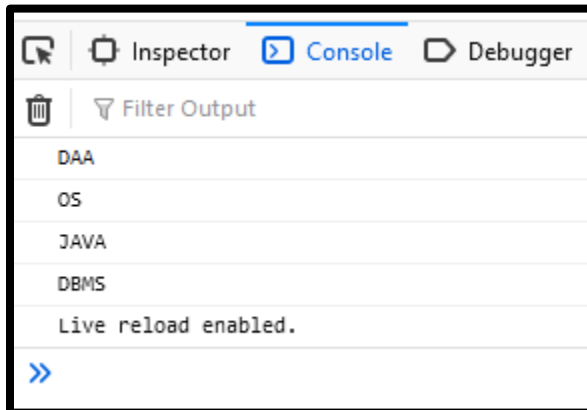 Inspector Console Debugger
Filter Output
DAA
OS
JAVA
DBMS
Live reload enabled.